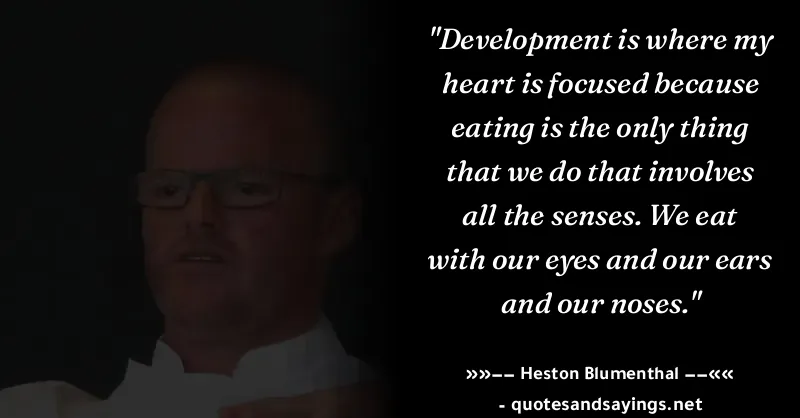 "Development is where my
heart is focused because
eating is the only thing
that we do that involves
all the senses. We eat
with our eyes and our ears
and our noses."
»»−− Heston Blumenthal −−««
- quotesandsayings.net